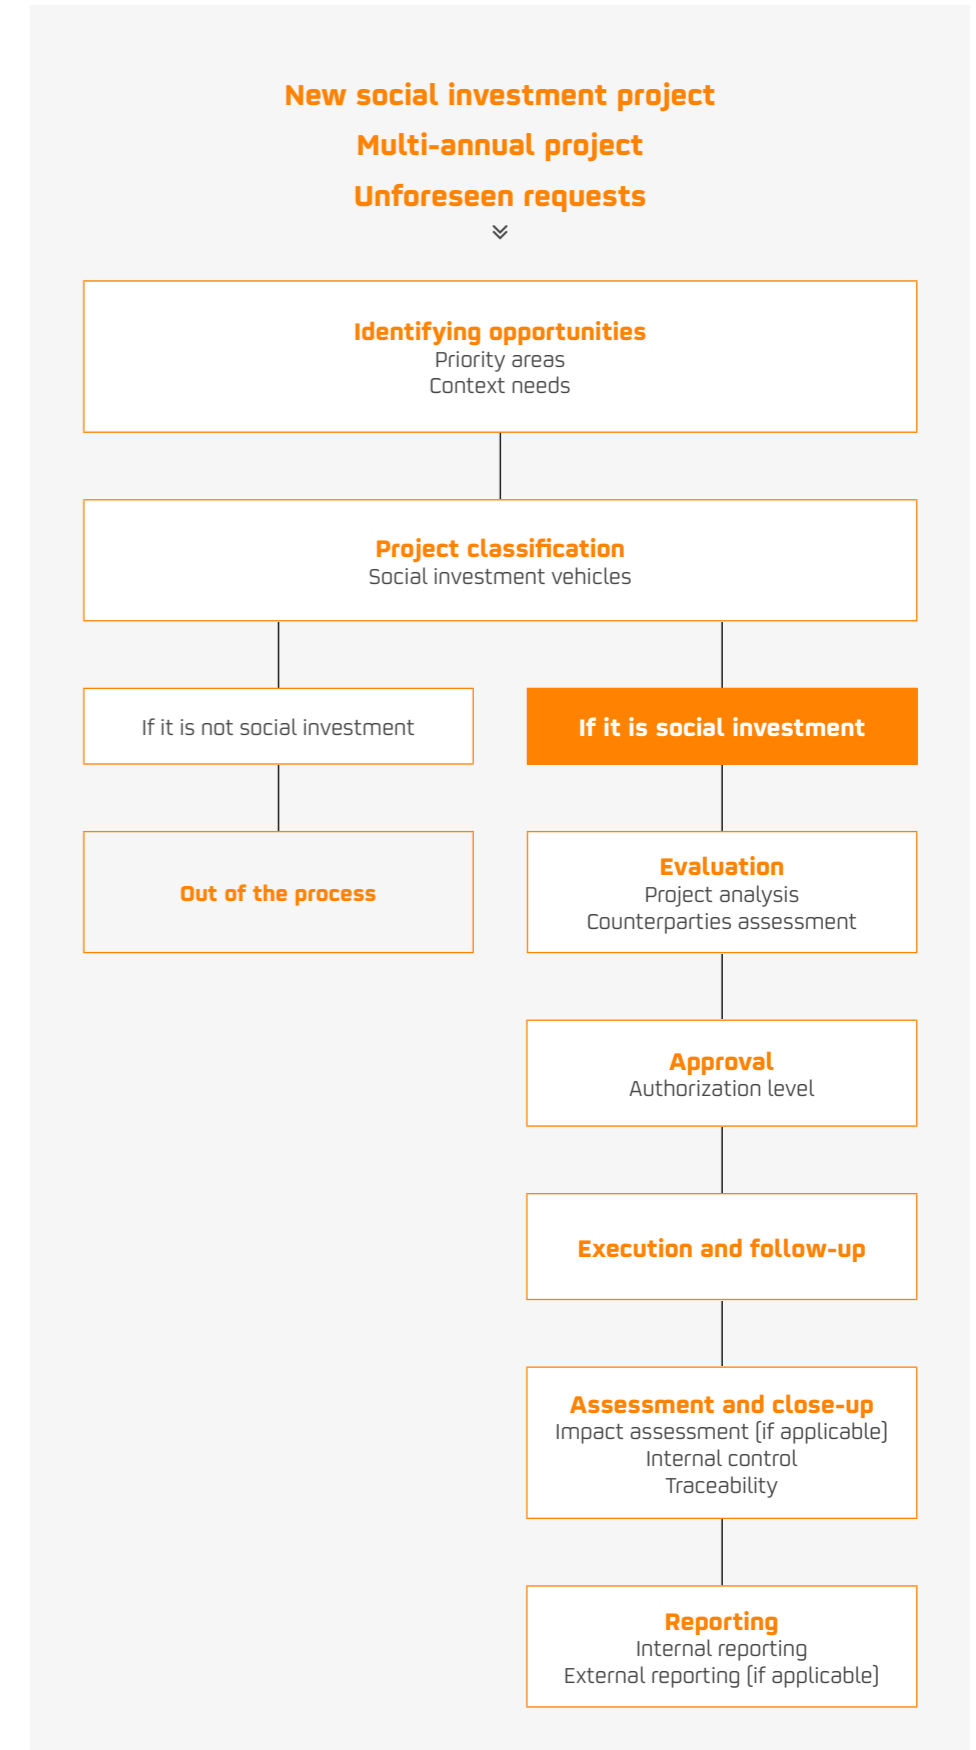 New social investment project
Multi-annual project
Unforeseen requests
Identifying opportunities
Priority areas
Context needs
Project classification
Social investment vehicles
If it is not social investment
If it is social investment
Out of the process
Evaluation
Project analysis
Counterparties assessment
Approval
Authorization level
Execution and follow-up
Assessment and close-up
Impact assessment (if applicable)
Internal control
Traceability
Reporting
Internal reporting
External reporting (if applicable)